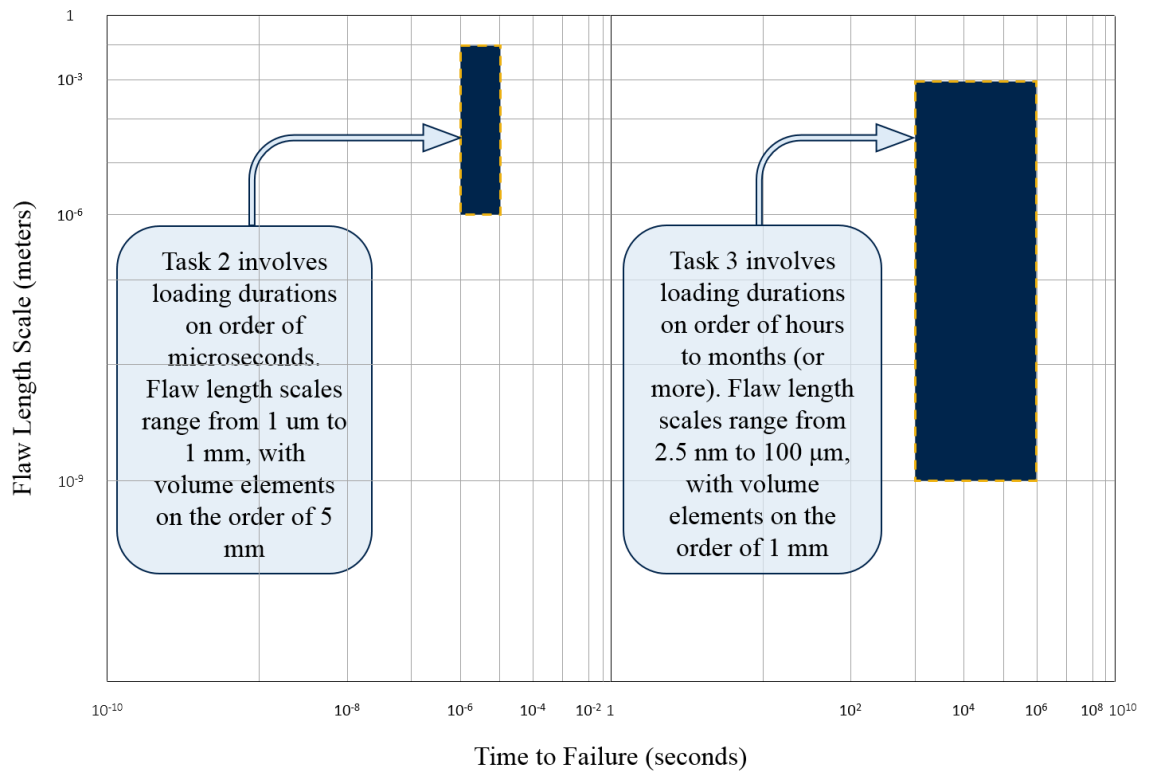 1
10-3
10-6
10-9
Flaw Length Scale (meters)
Task 2 involves
loading durations
on order of
microseconds.
Flaw length scales
range from 1 um to
1 mm, with
volume elements
on the order of 5
mm
Task 3 involves
loading durations
on order of hours
to months (or
more). Flaw length
scales range from
2.5 nm to 100 μm,
with volume
elements on the
order of 1 mm
10-10 10-8 10-6 10-4 10-2 1 102 104 106 108 1010
Time to Failure (seconds)